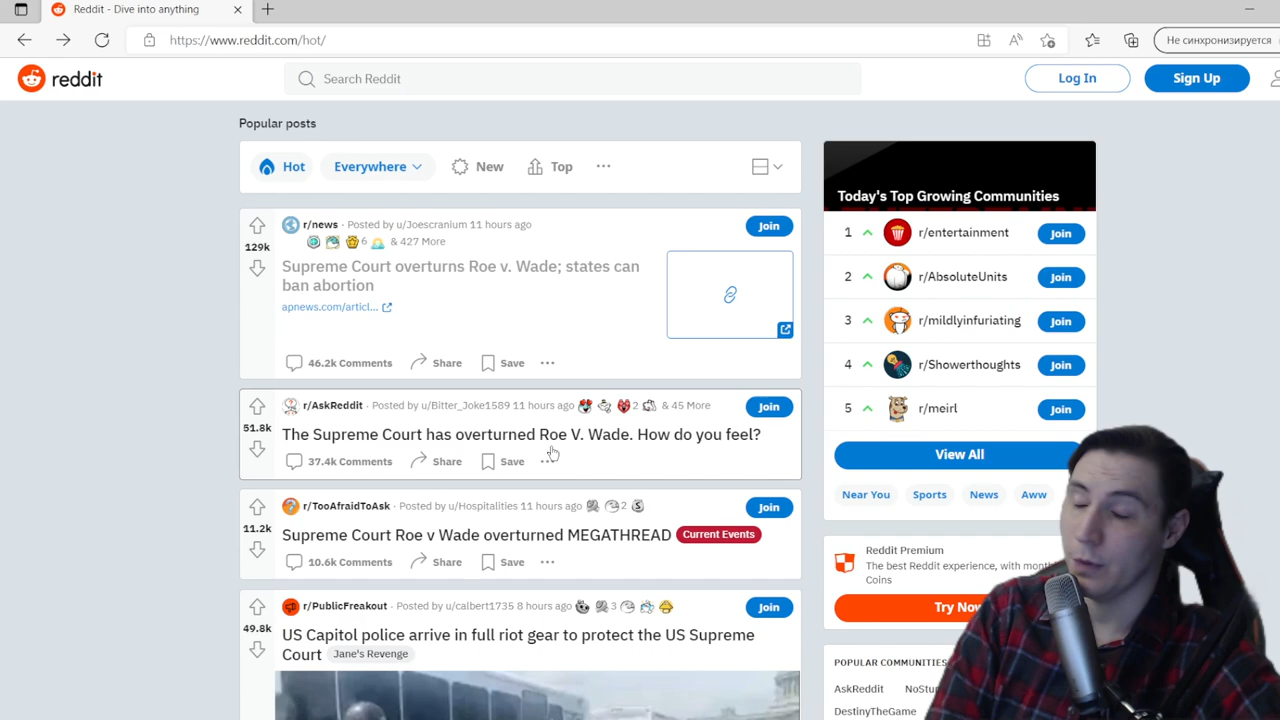 Reddit - Dive into anything
https://www.reddit.com/hot/
Не синхронизируется
reddit
Search Reddit
Log In
Sign Up
Popular posts
Hot
Everywhere
New
Top
129k
r/news • Posted by u/Joescranium 11 hours ago
6 & 427 More
Join
Supreme Court overturns Roe v. Wade; states can
ban abortion
apnews.com/articl...
46.2k Comments
Share
Save
51.8k
r/AskReddit • Posted by u/Bitter_Joke1589 11 hours ago 2 & 45 More
Join
The Supreme Court has overturned Roe V. Wade. How do you feel?
37.4k Comments
Share
Save
11.2k
r/TooAfraidToAsk • Posted by u/Hospitalities 11 hours ago 2
Join
Supreme Court Roe v Wade overturned MEGATHREAD Current Events
10.6k Comments
Share
Save
49.8k
r/PublicFreakout • Posted by u/calbert1735 8 hours ago 3
Join
US Capitol police arrive in full riot gear to protect the US Supreme
Court Jane's Revenge
Today's Top Growing Communities
1 r/entertainment Join
2 r/AbsoluteUnits Join
3 r/mildlyinfuriating Join
4 r/Showerthoughts Join
5 r/meirl Join
View All
Near You
Sports
News
Aww
Reddit Premium
The best Reddit experience, with
Coins
Try
POPULAR COMMUNITIES
AskReddit
DestinyTheGame